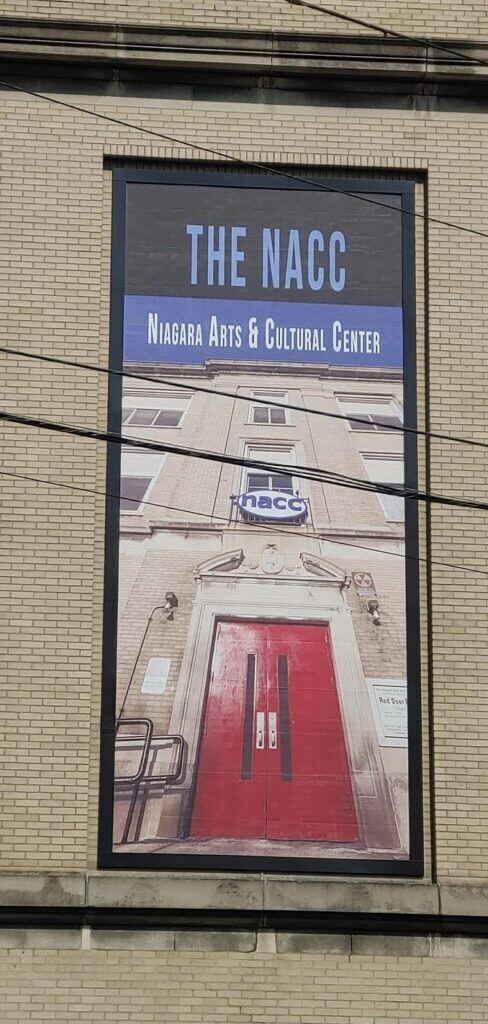 THE NACC
NIAGARA ARTS & CULTURAL CENTER
nacc
Red Door